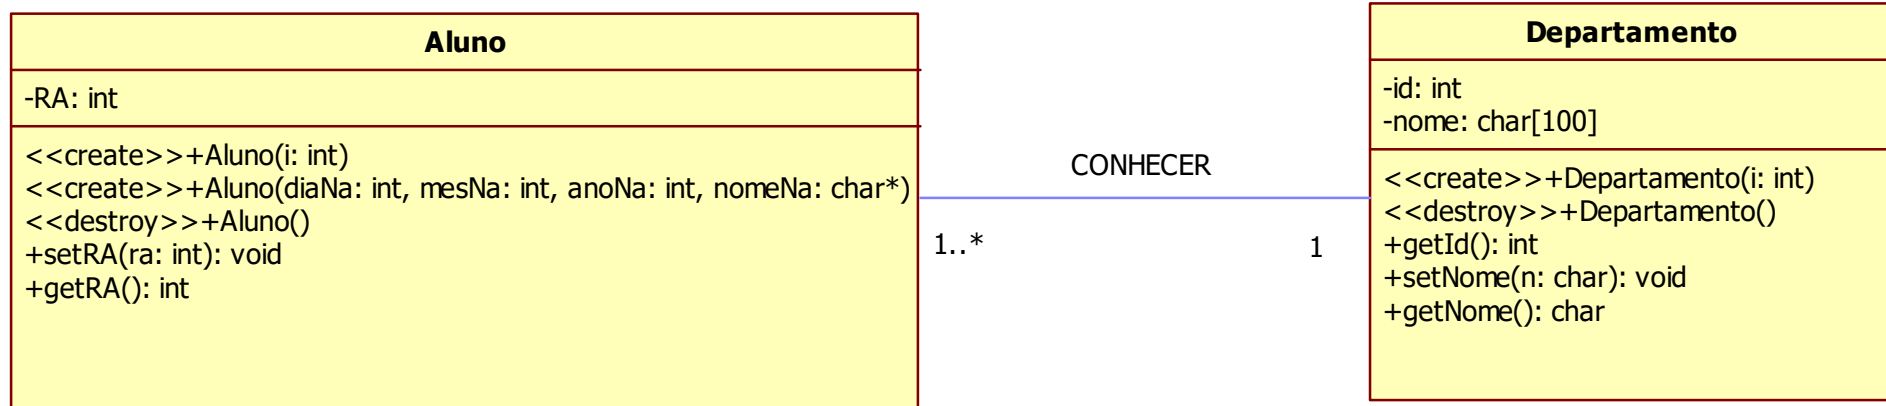 Aluno
-RA: int
<<create>>+Aluno(i: int)
<<create>>+Aluno(diaNa: int, mesNa: int, anoNa: int, nomeNa: char*)
<<destroy>>+Aluno()
+setRA(ra: int): void
+getRA(): int
CONHECER
1..*
1
Departamento
-id: int
-nome: char[100]
<<create>>+Departamento(i: int)
<<destroy>>+Departamento()
+getId(): int
+setNome(n: char): void
+getNome(): char